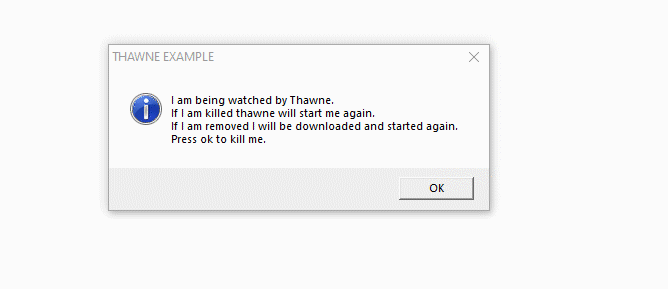 THAWNE EXAMPLE
I am being watched by Thawne.
If I am killed thawne will start me again.
If I am removed I will be downloaded and started again.
Press ok to kill me.
OK